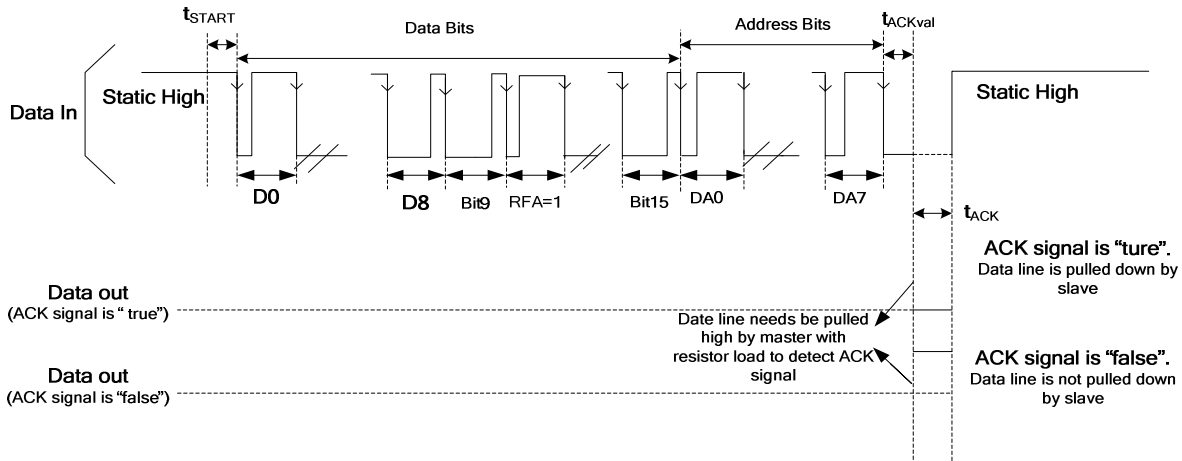 tSTART
Data Bits
Address Bits
tACKval
Data In
Static High
Static High
D0
D8
Bit9
RFA=1
Bit15
DA0
DA7
tACK
ACK signal is “ture”.
Data line is pulled down by
slave
Data out
(ACK signal is “ true”)
Date line needs be pulled
high by master with
resistor load to detect ACK
signal
ACK signal is “false”.
Data line is not pulled down
by slave
Data out
(ACK signal is “false”)